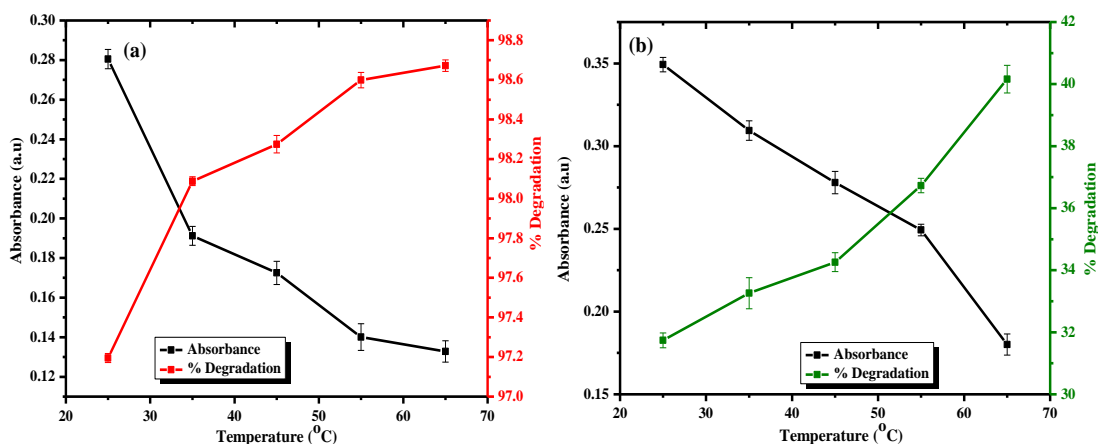 (a)
0.30
0.28
0.26
0.24
0.22
0.20
0.18
0.16
0.14
0.12
Absorbance (a.u)
98.8
98.6
98.4
98.2
98.0
97.8
97.6
97.4
97.2
97.0
% Degradation
Absorbance
% Degradation
20 30 40 50 60 70
Temperature (°C)
(b)
0.35
0.30
0.25
0.20
0.15
Absorbance (a.u)
42
40
38
36
34
32
30
% Degradation
Absorbance
% Degradation
20 30 40 50 60 70
Temperature (°C)